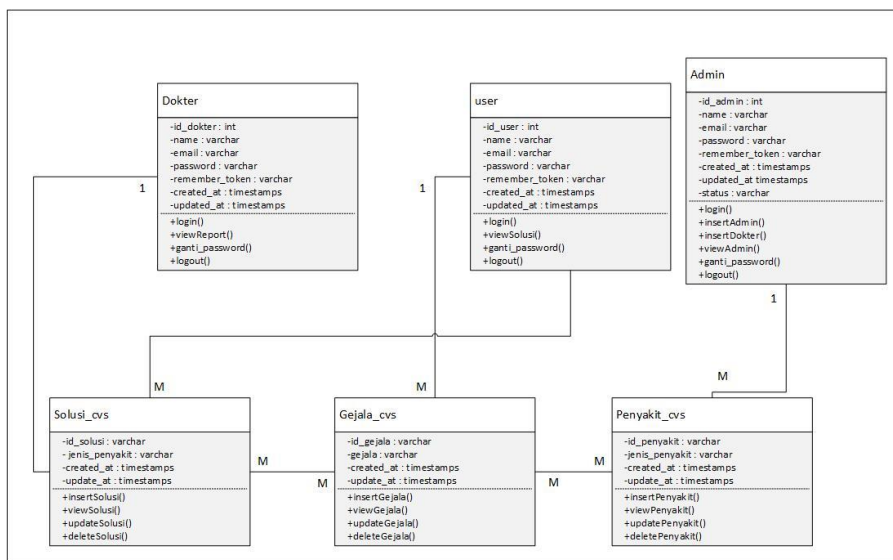 Dokter
-id_dokter : int
-name : varchar
-email : varchar
-password : varchar
-remember_token : varchar
-created_at : timestamps
-updated_at : timestamps
+login()
+viewReport()
+ganti_password()
+logout()
user
-id_user : int
-name : varchar
-email : varchar
-password : varchar
-remember_token : varchar
-created_at : timestamps
-updated_at : timestamps
+login()
+viewSolusi()
+ganti_password()
+logout()
Admin
-id_admin : int
-name : varchar
-email : varchar
-password : varchar
-remember_token : varchar
-created_at : timestamps
-updated_at timestamps
-status : varchar
+login()
+insertAdmin()
+insertDokter()
+viewAdmin()
+ganti_password()
+logout()
1
1
1
M
M
M
Solusi_cvs
-id_solusi : varchar
- jenis_penyakit : varchar
-created_at : timestamps
-update_at : timestamps
+insertSolusi()
+viewSolusi()
+updateSolusi()
+deleteSolusi()
M
M
Gejala_cvs
-id_gejala : varchar
-gejala : varchar
-created_at : timestamps
-update_at : timestamps
+insertGejala()
+viewGejala()
+updateGejala()
+deleteGejala()
M
M
Penyakit_cvs
-id_penyakit : varchar
-jenis_penyakit : varchar
-created_at : timestamps
-update_at : timestamps
+insertPenyakit()
+viewPenyakit()
+updatePenyakit()
+deletePenyakit()